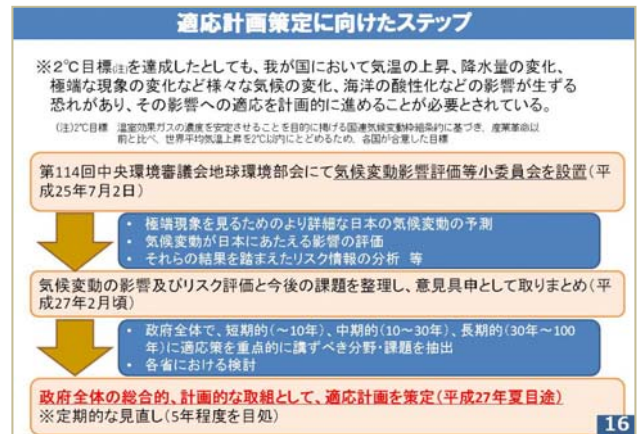 適応計画策定に向けたステップ
※2℃目標(注)を達成したとしても、我が国において気温の上昇、降水量の変化、
極端な現象の変化など様々な気候の変化、海洋の酸性化などの影響が生ずる
恐れがあり、その影響への適応を計画的に進めることが必要とされている。
(注)2℃目標 温室効果ガスの濃度を安定させることを目的に掲げる国連気候変動枠組条約に基づき、産業革命以
前と比べ、世界平均気温上昇を2℃以内にとどめるため、各国が合意した目標
第114回中央環境審議会地球環境部会にて気候変動影響評価等小委員会を設置(平
成25年7月2日)
• 極端現象を見るためのより詳細な日本の気候変動の予測
• 気候変動が日本にあたえる影響の評価
• それらの結果を踏まえたリスク情報の分析 等
気候変動の影響及びリスク評価と今後の課題を整理し、意見具申として取りまとめ(平
成27年2月頃)
• 政府全体で、短期的(～10年)、中期的(10～30年)、長期的(30年～100
年)に適応策を重点的に講ずべき分野・課題を抽出
• 各省における検討
政府全体の総合的、計画的な取組として、適応計画を策定(平成27年夏目途)
※定期的な見直し(5年程度を目処)
16